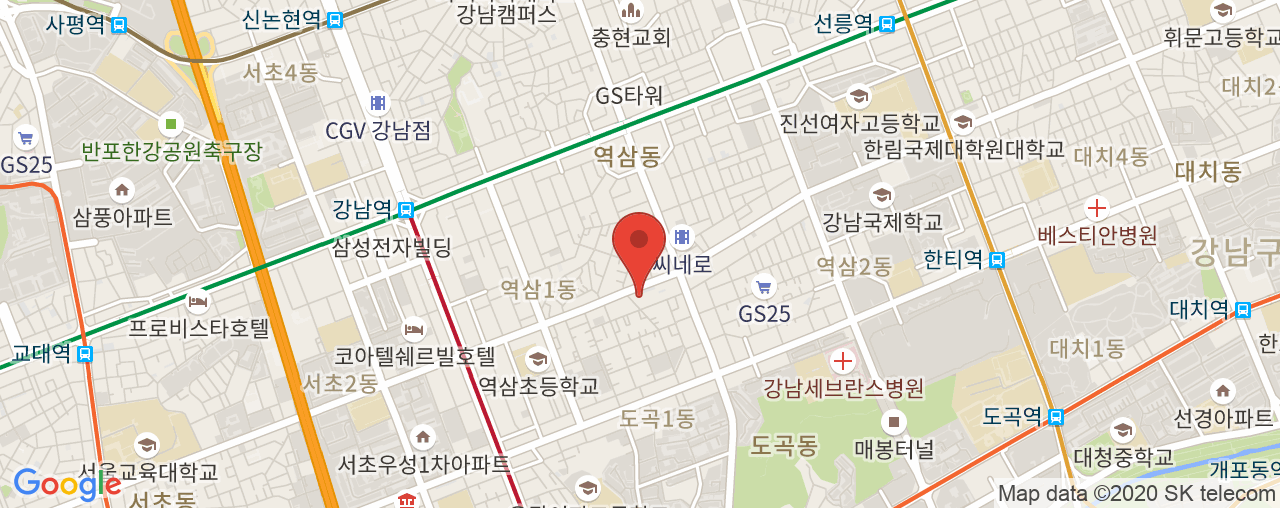 강남캠퍼스
사평역
신논현역
충현교회
선릉역
휘문고등학교
서초4동
GS타워
대치2
CGV 강남점
진선여자고등학교
반포한강공원축구장
GS25
역삼동
한림국제대학원대학교
대치4동
대치동
삼풍아파트
강남역
강남국제학교
베스티안병원
삼성전자빌딩
씨네로
역삼2동
한티역
강남구
역삼1동
프로비스타호텔
GS25
대치역
교대역
코아텔쉐르빌호텔
대치1동
한
서초2동
역삼초등학교
강남세브란스병원
도곡1동
도곡역
선경아파트
도곡동
매봉터널
서초우성1차아파트
대청중학교
서울교육대학교
개포동역
Google
서초동
Map data ©2020 SK telecom